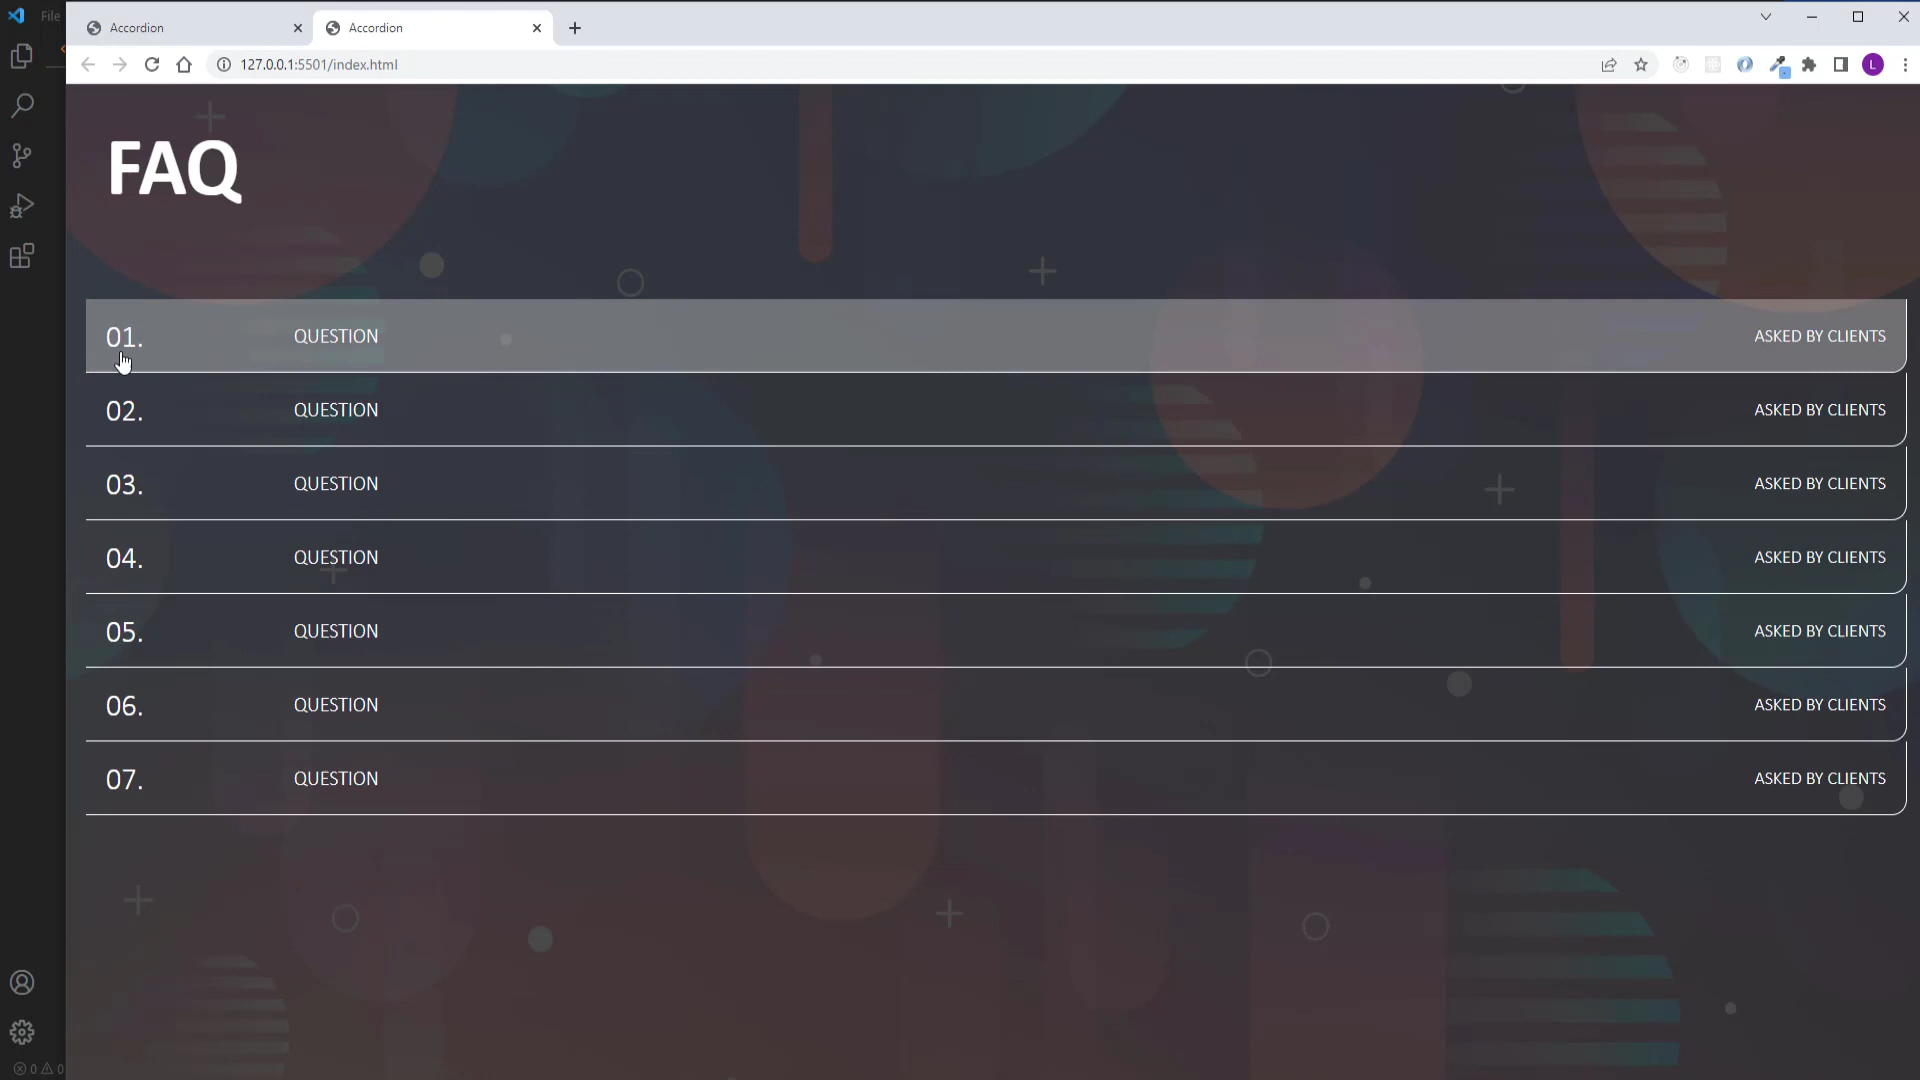 File
Accordion
Accordion
127.0.0.1:5501/index.html
L
FAQ
01. QUESTION ASKED BY CLIENTS
02. QUESTION ASKED BY CLIENTS
03. QUESTION ASKED BY CLIENTS
04. QUESTION ASKED BY CLIENTS
05. QUESTION ASKED BY CLIENTS
06. QUESTION ASKED BY CLIENTS
07. QUESTION ASKED BY CLIENTS
0 0